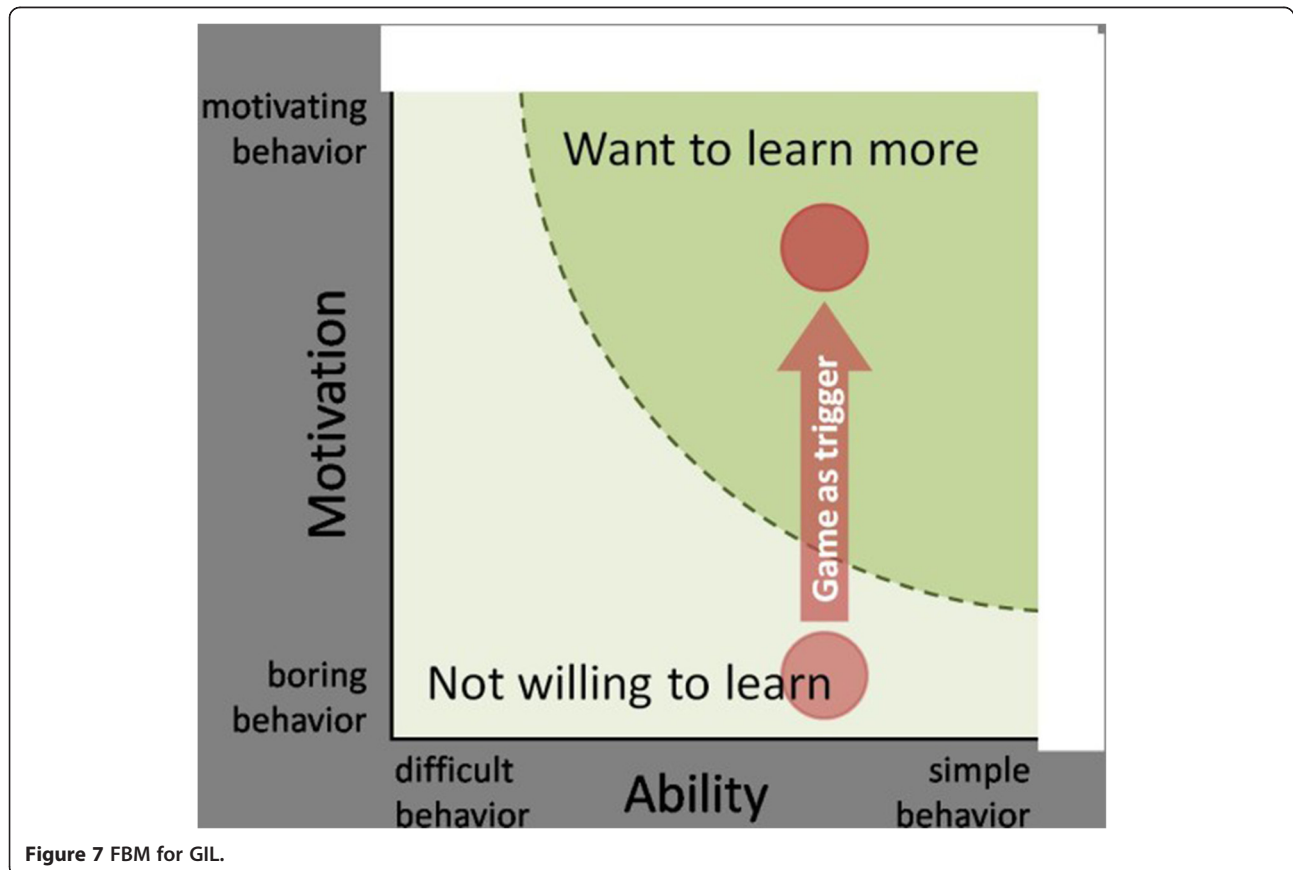 motivating
behavior
Want to learn more
Motivation
Game as trigger
boring
behavior
Not willing to learn
difficult
behavior
Ability
simple
behavior
Figure 7 FBM for GIL.